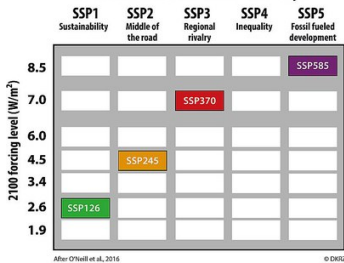 SSP1 SSP2 SSP3 SSP4 SSP5
Sustainability Middle of the road Regional rivalry Inequality Fossil fueled development
2100 forcing level (W/m²)
8.5 SSP585
7.0 SSP370
6.0
4.5 SSP245
3.4
2.6 SSP126
1.9
After O'Neill et al., 2016